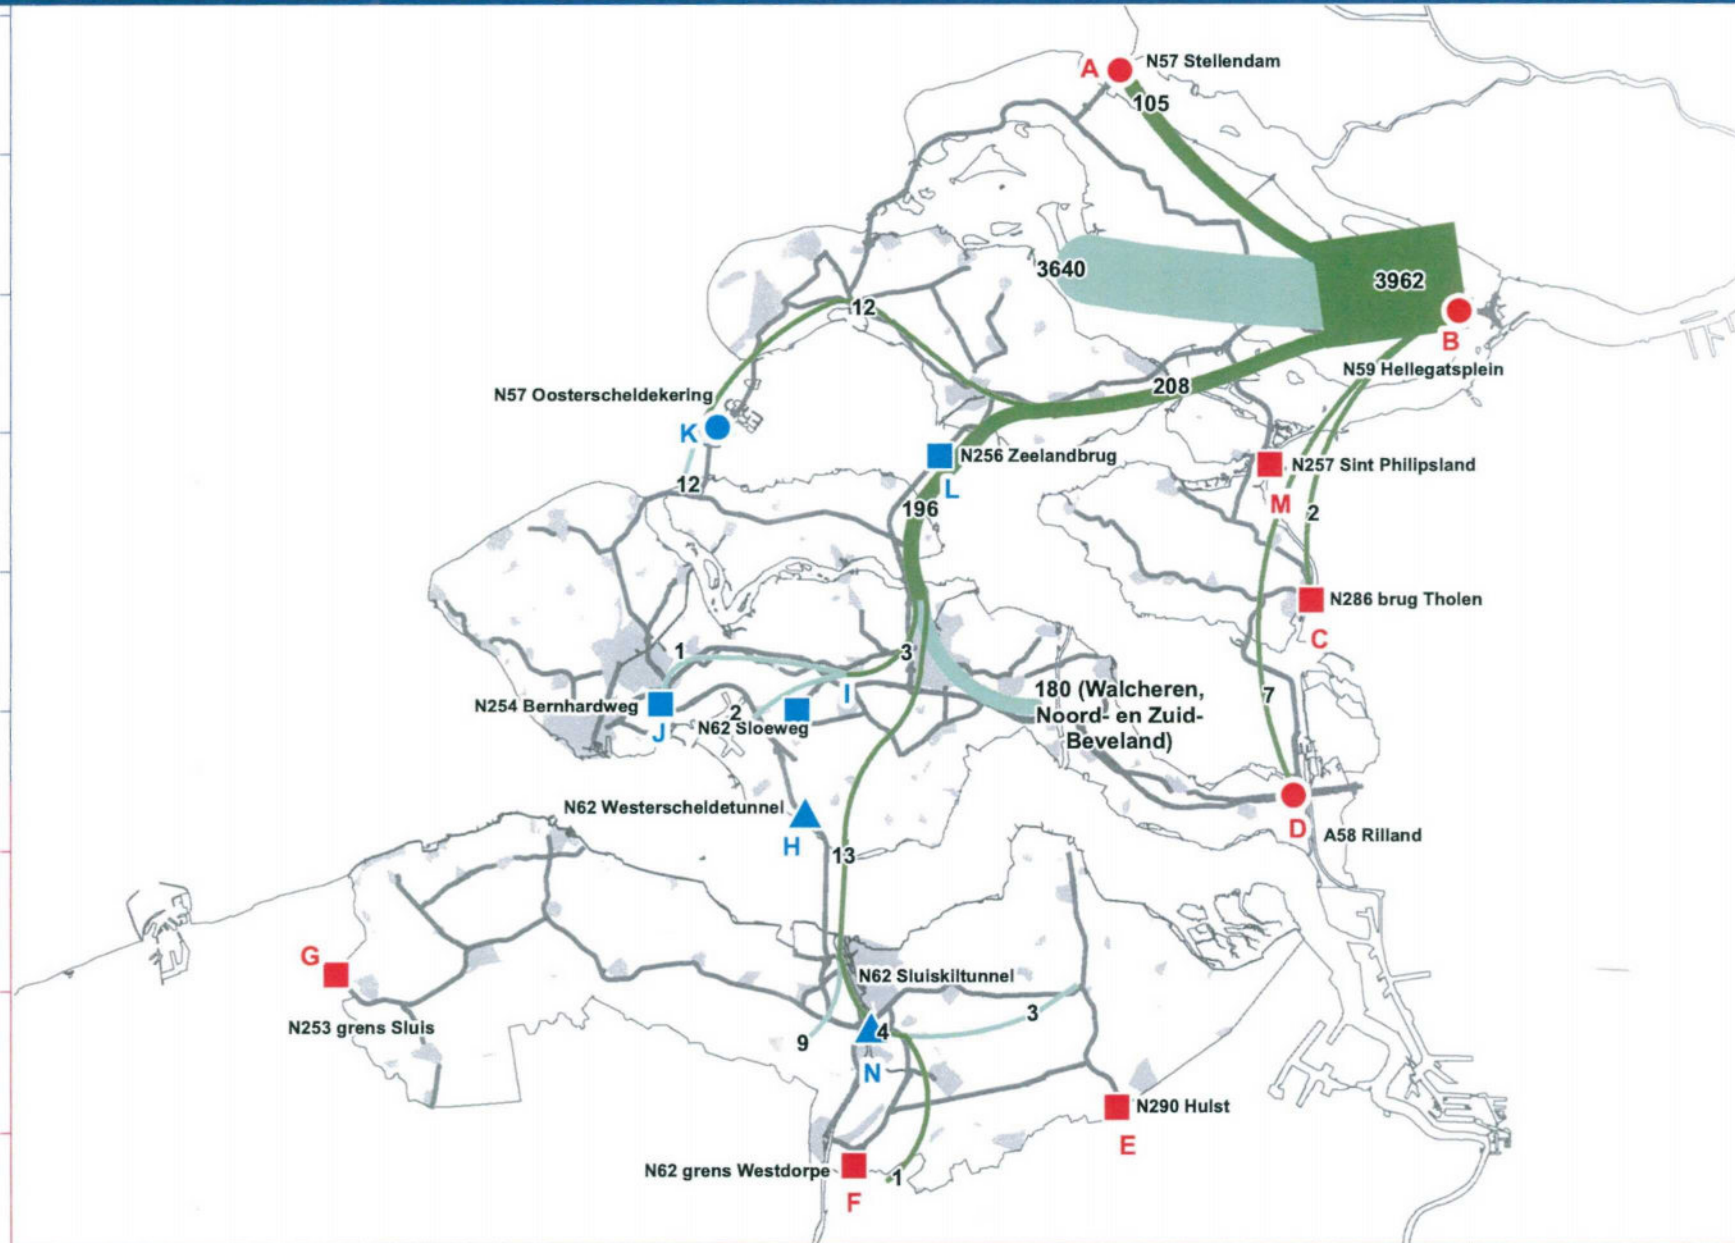 A
N57 Stellendam
105
3640
3962
B
12
N59 Hellegatsplein
208
N57 Oosterscheldekering
K
N256 Zeelandbrug
N257 Sint Philipsland
12
L
M
196
2
N286 brug Tholen
C
1
3
I
180 (Walcheren,
Noord- en Zuid-
Beveland)
7
N254 Bernhardweg
J
2
N62 Sloeweg
N62 Westerscheldetunnel
H
D
A58 Rilland
13
G
N62 Sluiskiltunnel
N253 grens Sluis
3
9
4
N
N290 Hulst
E
N62 grens Westdorpe
1
F